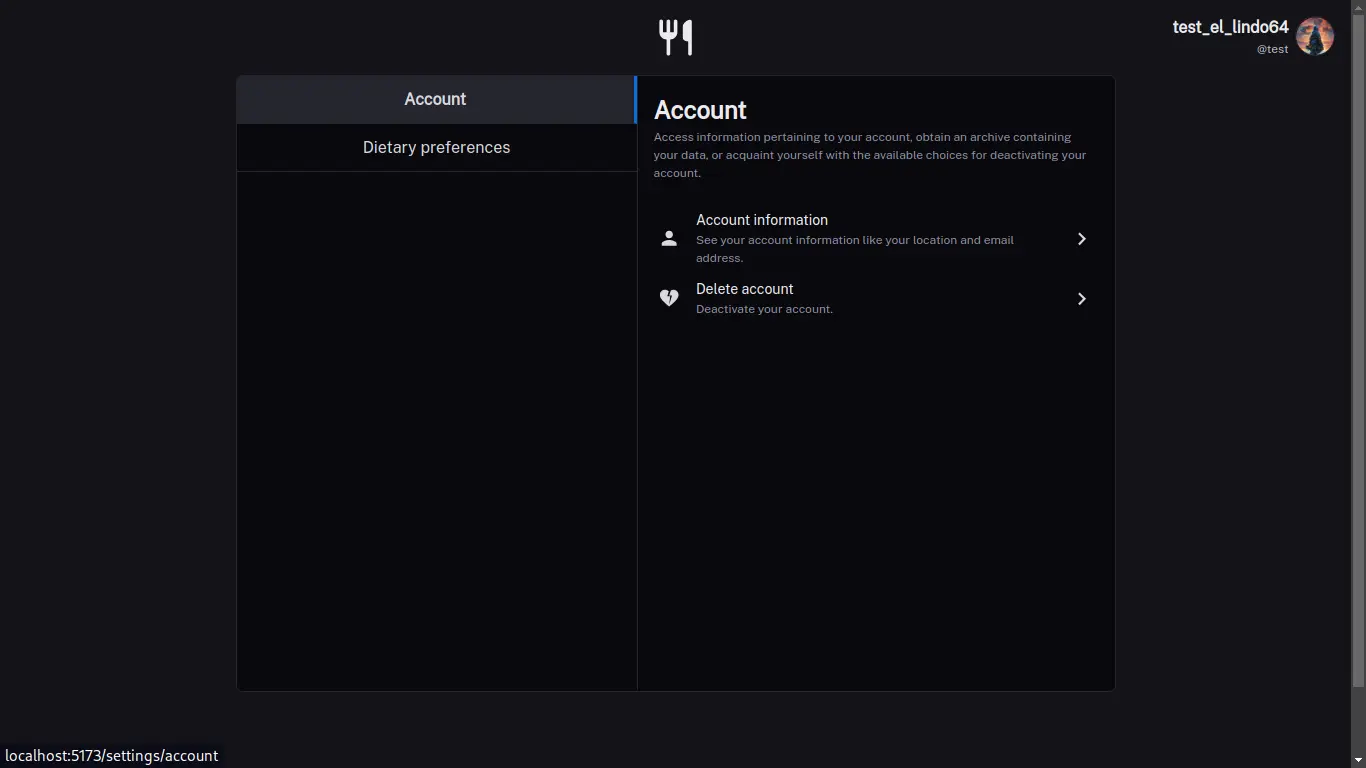 test_el_lindo64
@test
Account
Dietary preferences
Account
Access information pertaining to your account, obtain an archive containing
your data, or acquaint yourself with the available choices for deactivating your
account.
Account information
See your account information like your location and email
address.
Delete account
Deactivate your account.
localhost:5173/settings/account